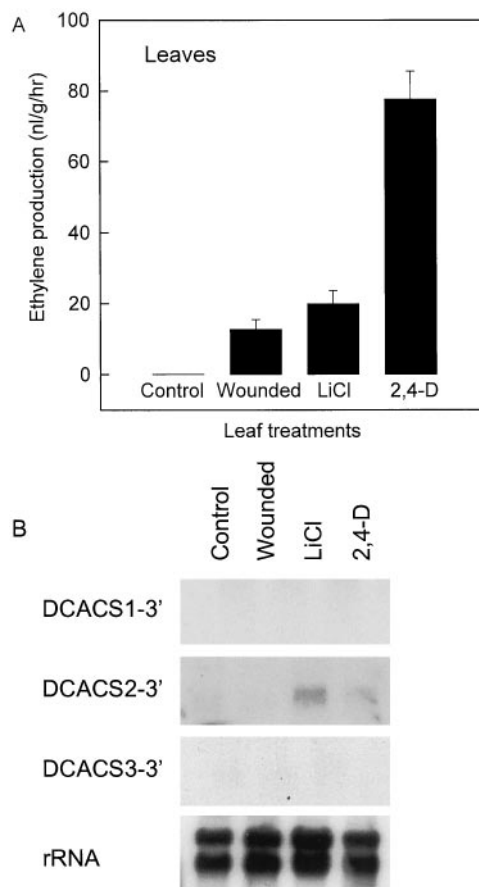 A
Leaves
Ethylene production (nl/g/hr)
100
80
60
40
20
0
Control Wounded LiCl 2,4-D
Leaf treatments
B
Control Wounded LiCl 2,4-D
DCACS1-3'
DCACS2-3'
DCACS3-3'
rRNA